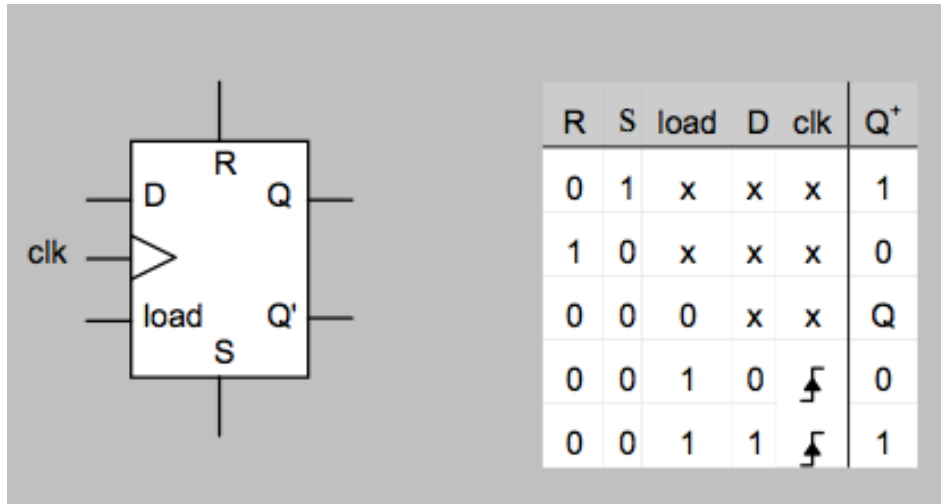 R
D Q
clk
load Q'
S
R S load D clk Q+
0 1 x x x 1
1 0 x x x 0
0 0 0 x x Q
0 0 1 0 0
0 0 1 1 1